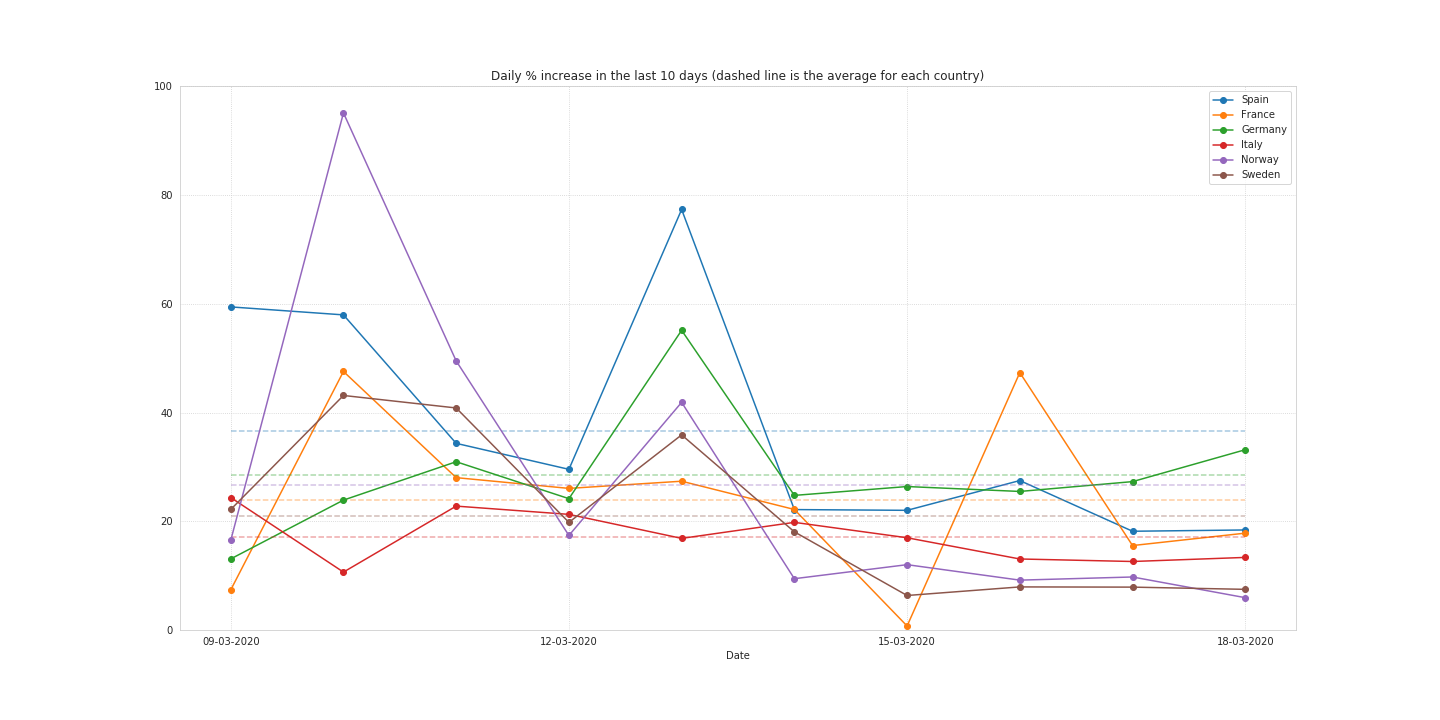 Daily % increase in the last 10 days (dashed line is the average for each country)
100
80
60
40
20
0
Spain
France
Germany
Italy
Norway
Sweden
09-03-2020
12-03-2020
15-03-2020
18-03-2020
Date